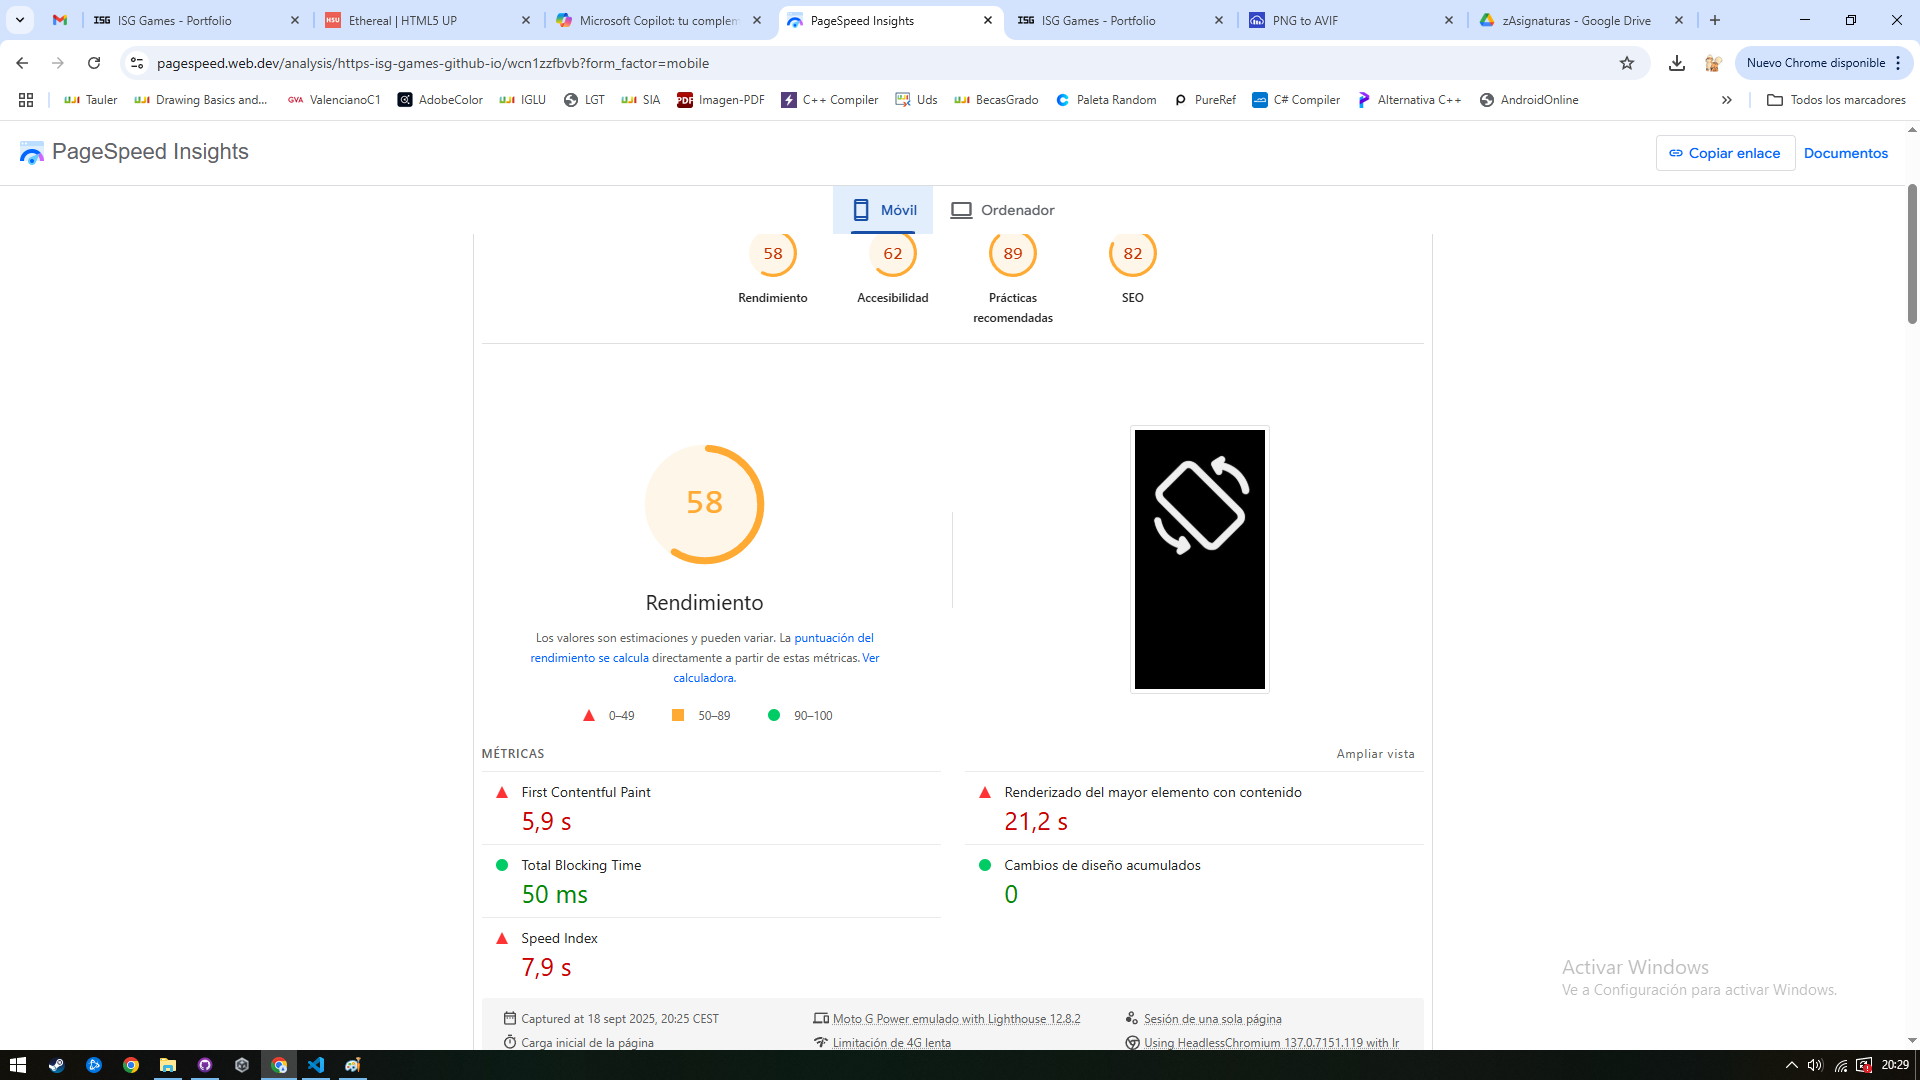 ISG Games - Portfolio
Ethereal | HTML5 UP
Microsoft Copilot: tu complem
PageSpeed Insights
ISG Games - Portfolio
PNG to AVIF
zAsignaturas - Google Drive
pagespeed.web.dev/analysis/https-isg-games-github-io/wcn1zzfbvb?form_factor=mobile
Nuevo Chrome disponible
Tauler
Drawing Basics and...
GVA ValencianoC1
AdobeColor
IGLU
LGT
SIA
PDF Imagen-PDF
C++ Compiler
Uds
BecasGrado
Paleta Random
PureRef
C# Compiler
Alternativa C++
AndroidOnline
Todos los marcadores
PageSpeed Insights
Copiar enlace
Documentos
Móvil
Ordenador
58
62
89
82
Rendimiento
Accesibilidad
Prácticas
recomendadas
SEO
58
Rendimiento
Los valores son estimaciones y pueden variar. La puntuación del
rendimiento se calcula directamente a partir de estas métricas. Ver
calculadora.
0–49
50–89
90–100
MÉTRICAS
Ampliar vista
First Contentful Paint
5,9 s
Renderizado del mayor elemento con contenido
21,2 s
Total Blocking Time
50 ms
Cambios de diseño acumulados
0
Speed Index
7,9 s
Captured at 18 sept 2025, 20:25 CEST
Moto G Power emulado with Lighthouse 12.8.2
Sesión de una sola página
Carga inicial de la página
Limitación de 4G lenta
Using HeadlessChromium 137.0.7151.119 with lr
Activar Windows
Ve a Configuración para activar Windows.
20:29